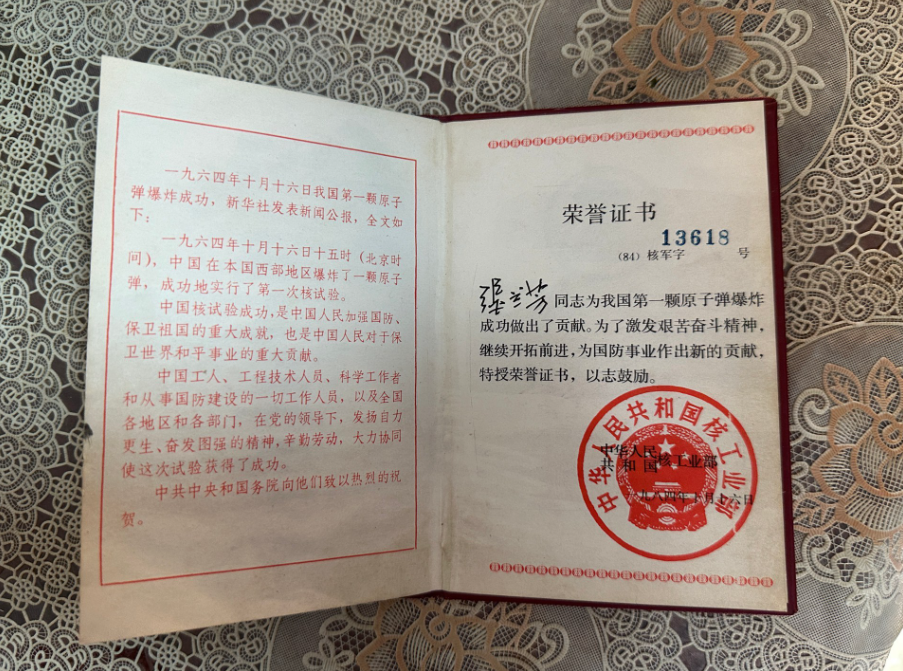 一九六四年十月十六日我国第一颗原子
弹爆炸成功，新华社发表新闻公报，全文如
下：
一九六四年十月十六日十五时（北京时
间），中国在本国西部地区爆炸了一颗原子
弹，成功地实行了第一次核试验。
中国核试验成功，是中国人民加强国防、
保卫祖国的重大成就，也是中国人民对于保
卫世界和平事业的重大贡献。
中国工人、工程技术人员、科学工作者
和从事国防建设的一切工作人员，以及全国
各地区和各部门，在党的领导下，发扬自力
更生、奋发图强的精神，辛勤劳动，大力协同
使这次试验获得了成功。
中共中央和国务院向他们致以热烈的祝
贺。
荣誉证书
13618
（84）核军字 号
同志为我国第一颗原子弹爆炸
成功做出了贡献。为了激发艰苦奋斗精神，
继续开拓前进，为国防事业作出新的贡献，
特授荣誉证书，以志鼓励。
中华人民共和国核工业部
中华人民
共和国核工业部
月十六日